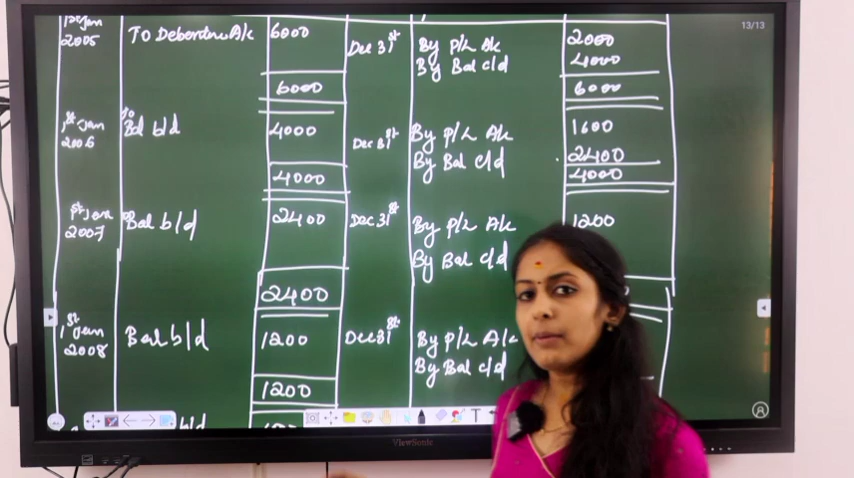 13/13
1st Jan
2005
To Debenture A/c
6000
Dec 31st
By P/L A/c
2000
By Bal c/d
4000
6000
6000
1st Jan
2006
To
Bal b/d
4000
Dec 31st
By P/L A/c
1600
By Bal c/d
2400
4000
4000
1st Jan
2007
To
Bal b/d
2400
Dec 31st
By P/L A/c
1200
By Bal c/d
2400
1st Jan
2008
Bal b/d
1200
Dec 31st
By P/L A/c
By Bal c/d
1200
b/d
ViewSonic